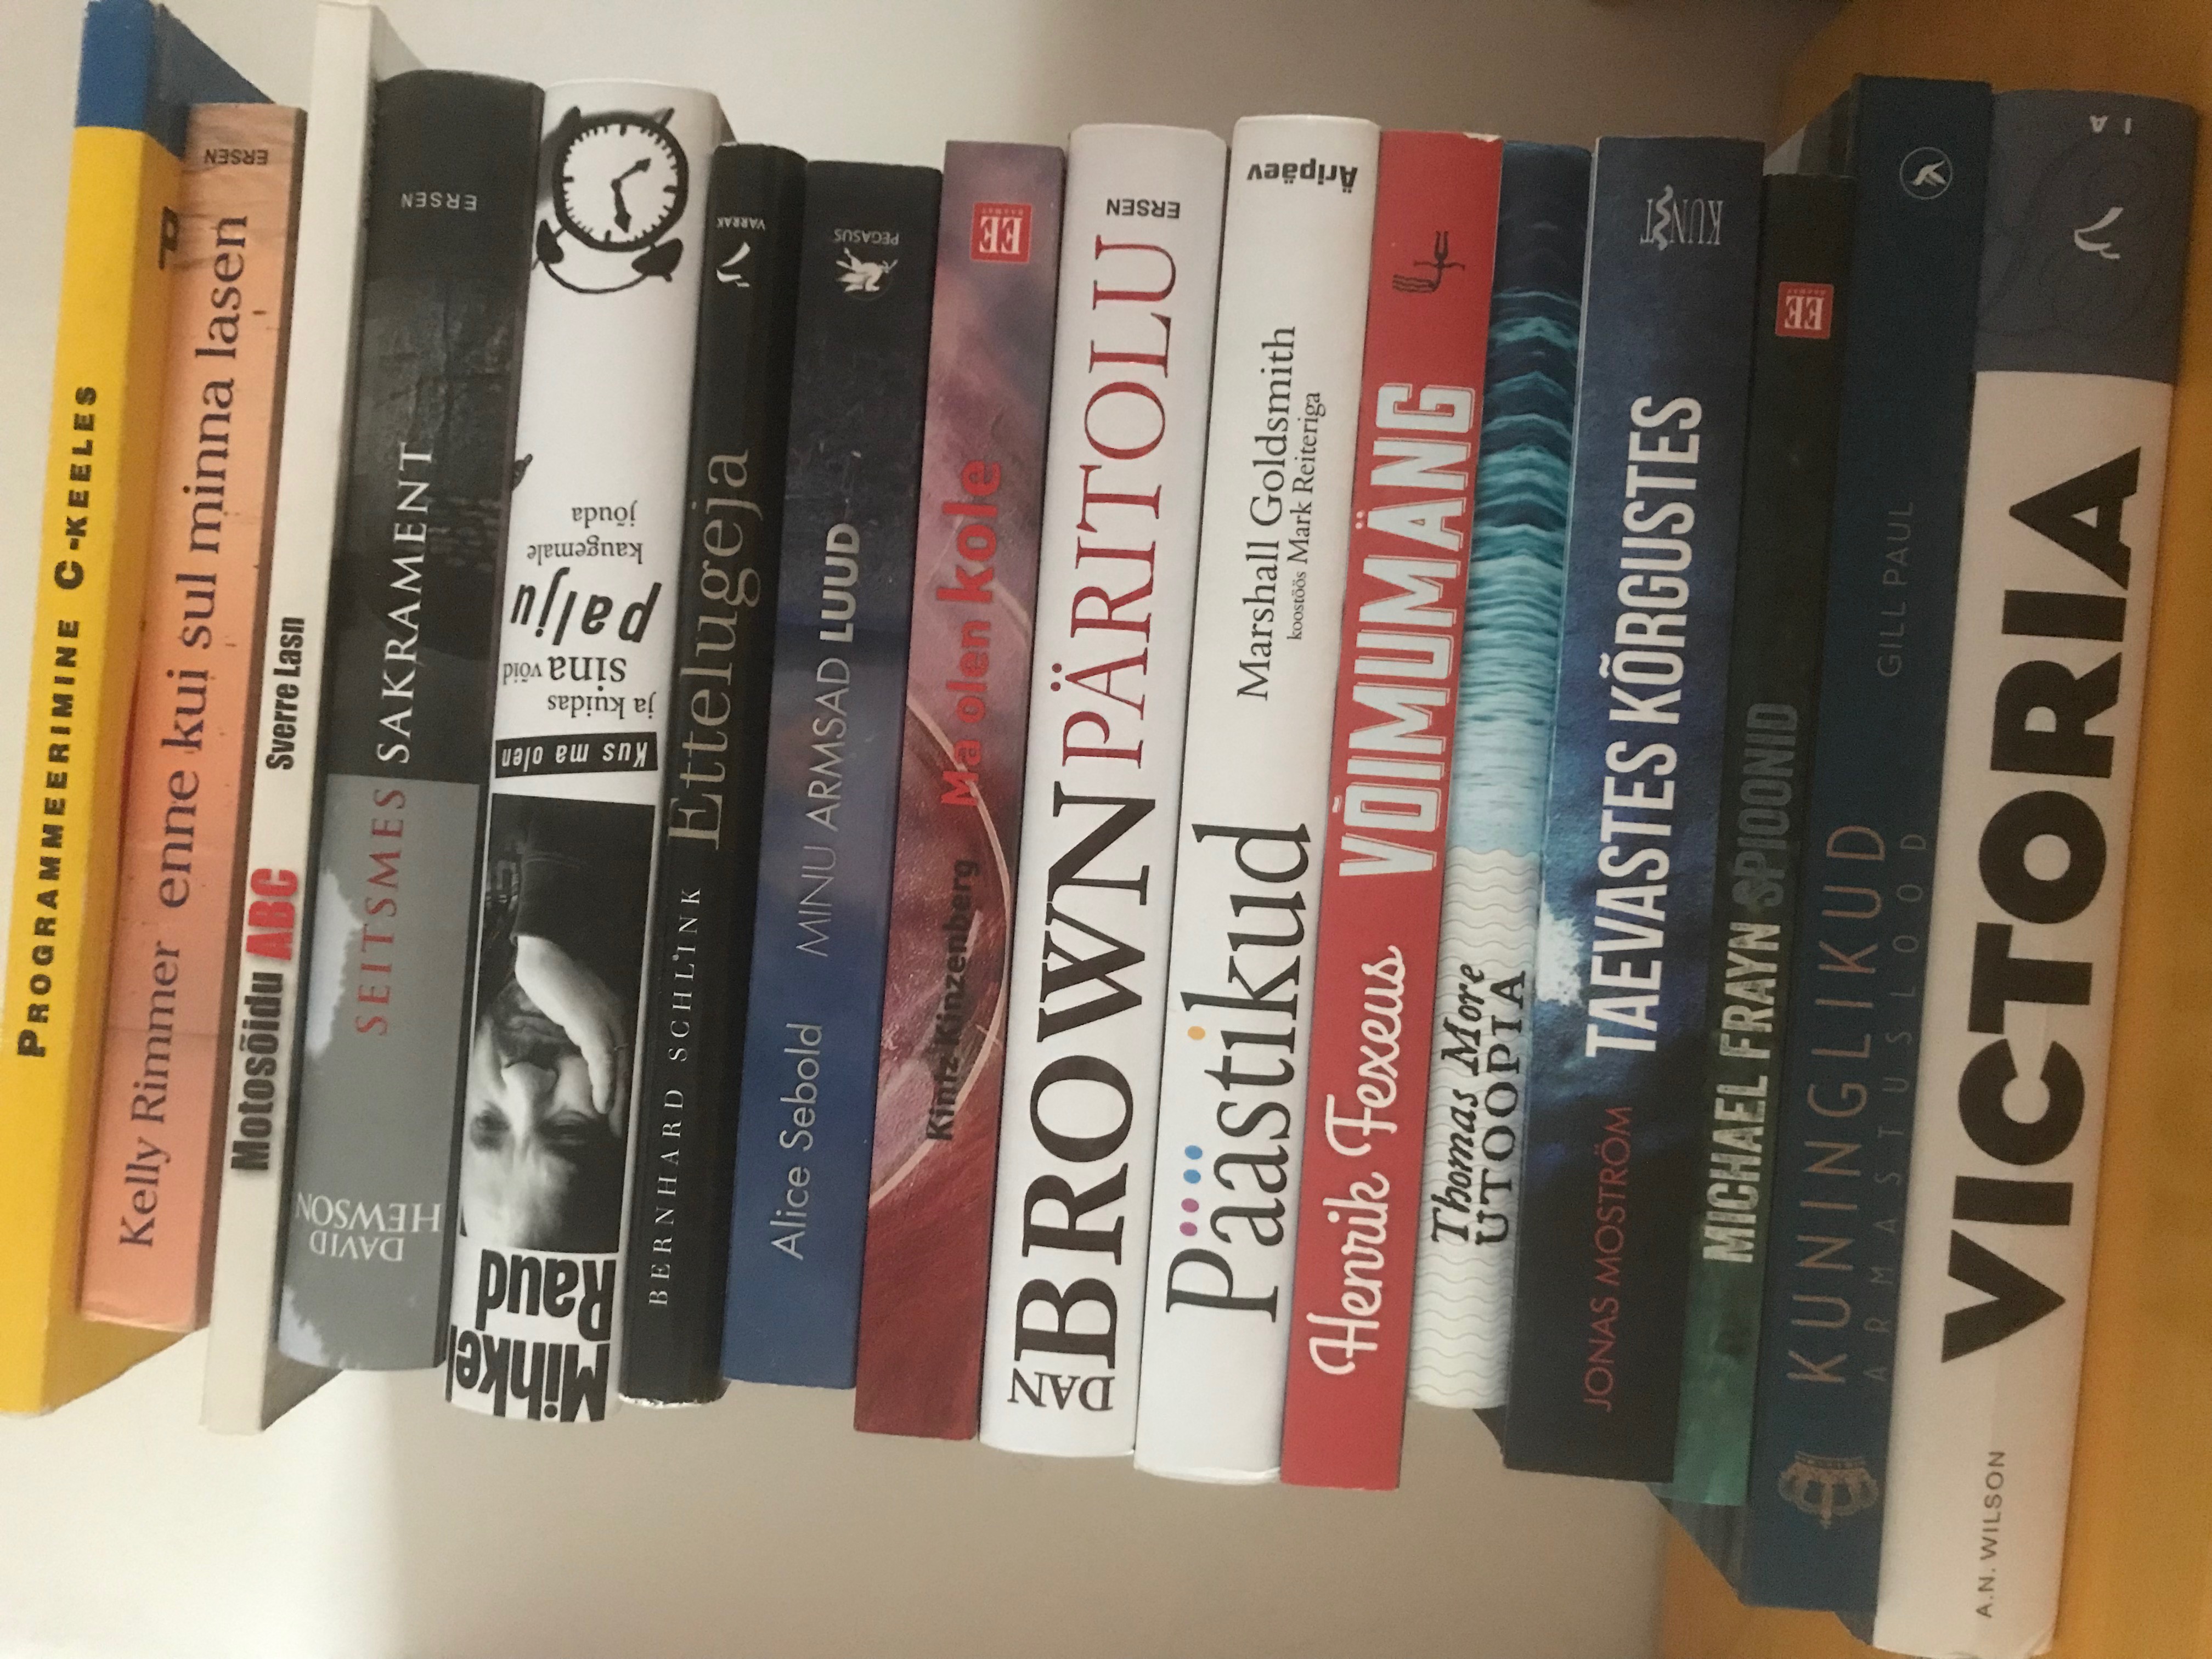 PROGRAMMEERIMINE C-KEELES
Kelly Rimmer enne kui sul minna lasen ERSEN
Motosõidu ABC Sverre Lasn
DAVID HEWSON SEITSMES SAKRAMENT ERSEN
Mihkel
Raud
Kus ma olen
ja kuidas
sina võid
palju
kaugemale
jõuda
BERNHARD SCHLINK Ettelugeja VARRAK
Alice Sebold MINU ARMSAD LUUD PEGASUS
Kintz Kinzenberg Ma olen kole EE
DAN BROWN PÄRITOLU ERSEN
Päästikud Marshall Goldsmith
koostöös Mark Reiteriga
Äripäev
Henrik Fexeus VÕIMUMÄNG
Thomas More
UTOOPIA
JONAS MOSTRÖM TAEVASTES KÕRGUSTES KUNST
MICHAEL FRAYN SPIOONID EE
KUNINGLIKUD
ARMASTUSLOOD
GILL PAUL
A.N. WILSON VICTORIA